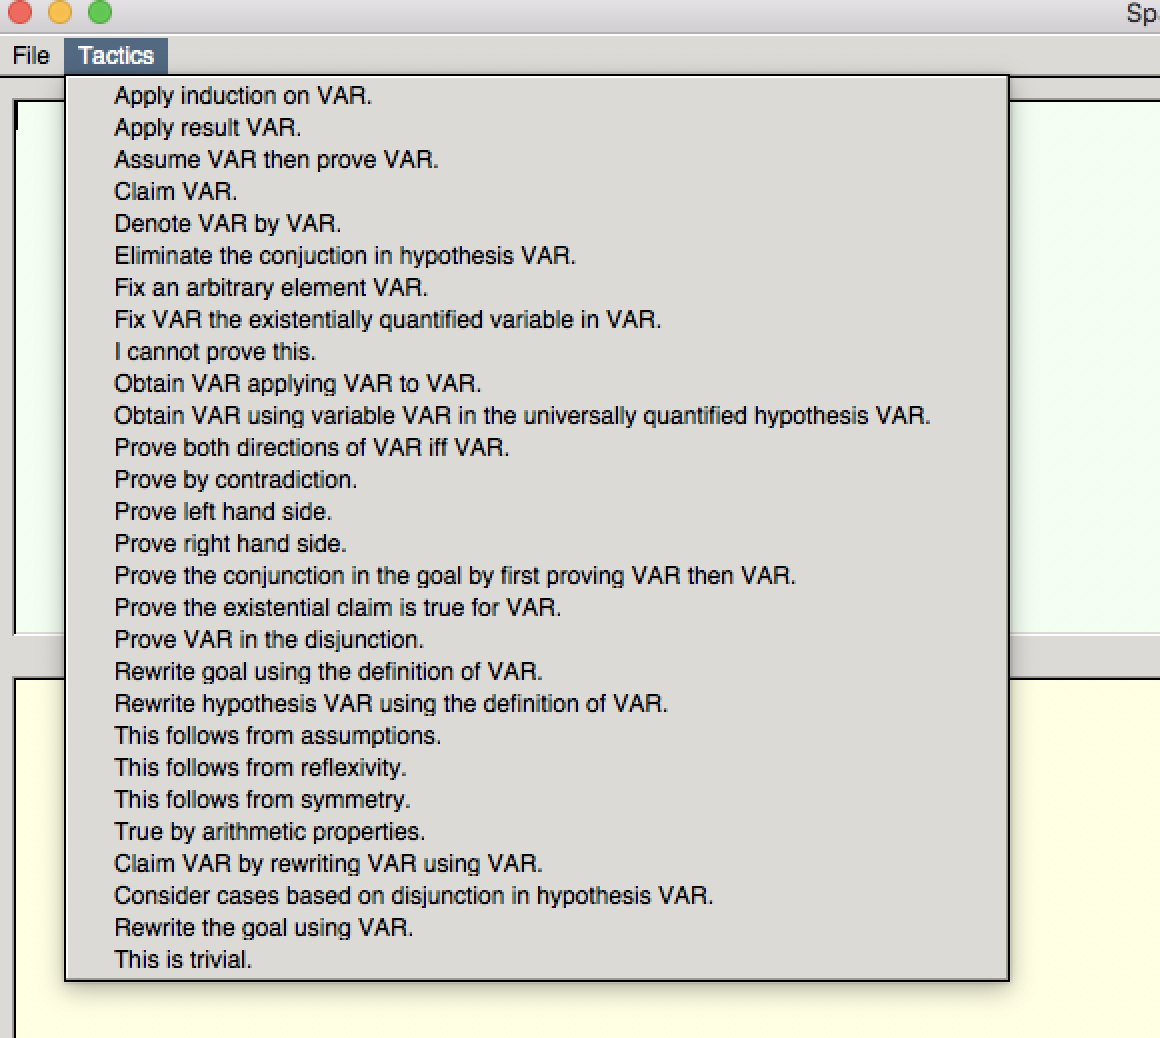 Sp
File Tactics
Apply induction on VAR.
Apply result VAR.
Assume VAR then prove VAR.
Claim VAR.
Denote VAR by VAR.
Eliminate the conjuction in hypothesis VAR.
Fix an arbitrary element VAR.
Fix VAR the existentially quantified variable in VAR.
I cannot prove this.
Obtain VAR applying VAR to VAR.
Obtain VAR using variable VAR in the universally quantified hypothesis VAR.
Prove both directions of VAR iff VAR.
Prove by contradiction.
Prove left hand side.
Prove right hand side.
Prove the conjunction in the goal by first proving VAR then VAR.
Prove the existential claim is true for VAR.
Prove VAR in the disjunction.
Rewrite goal using the definition of VAR.
Rewrite hypothesis VAR using the definition of VAR.
This follows from assumptions.
This follows from reflexivity.
This follows from symmetry.
True by arithmetic properties.
Claim VAR by rewriting VAR using VAR.
Consider cases based on disjunction in hypothesis VAR.
Rewrite the goal using VAR.
This is trivial.